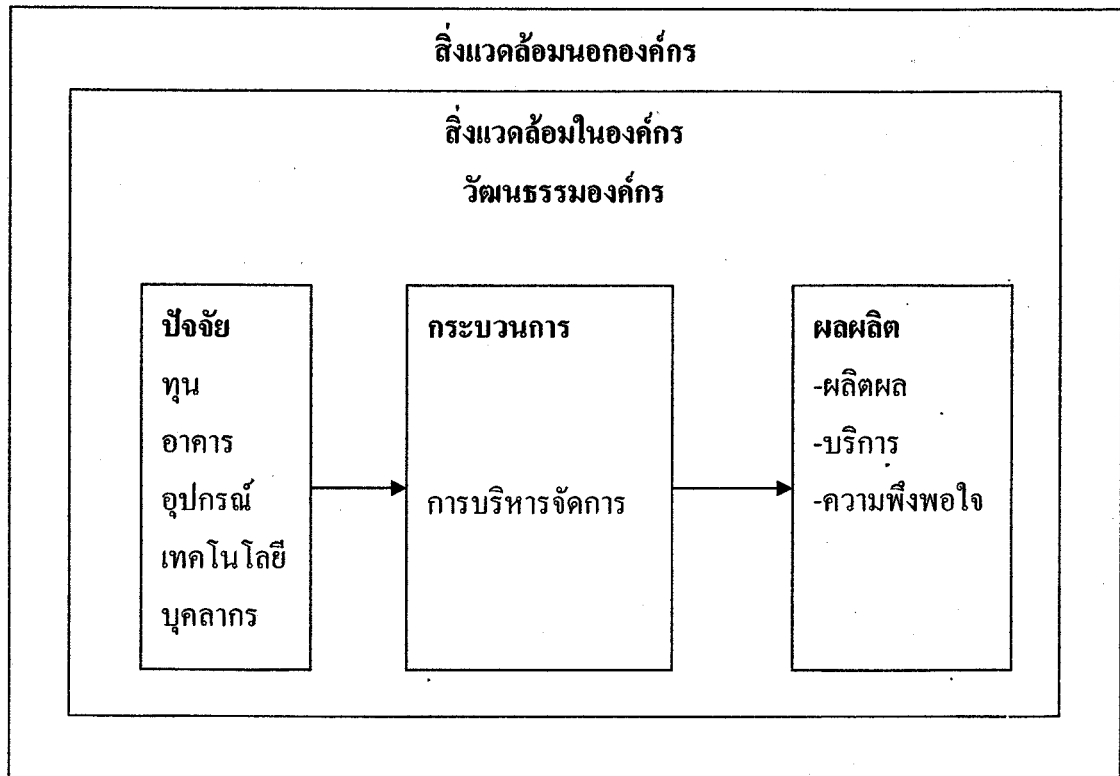 สิ่งแวดล้อมนอกองค์กร
สิ่งแวดล้อมในองค์กร
วัฒนธรรมองค์กร
ปัจจัย
ทุน
อาคาร
อุปกรณ์
เทคโนโลยี
บุคลากร
กระบวนการ
การบริหารจัดการ
ผลผลิต
-ผลิตผล
-บริการ
-ความพึงพอใจ